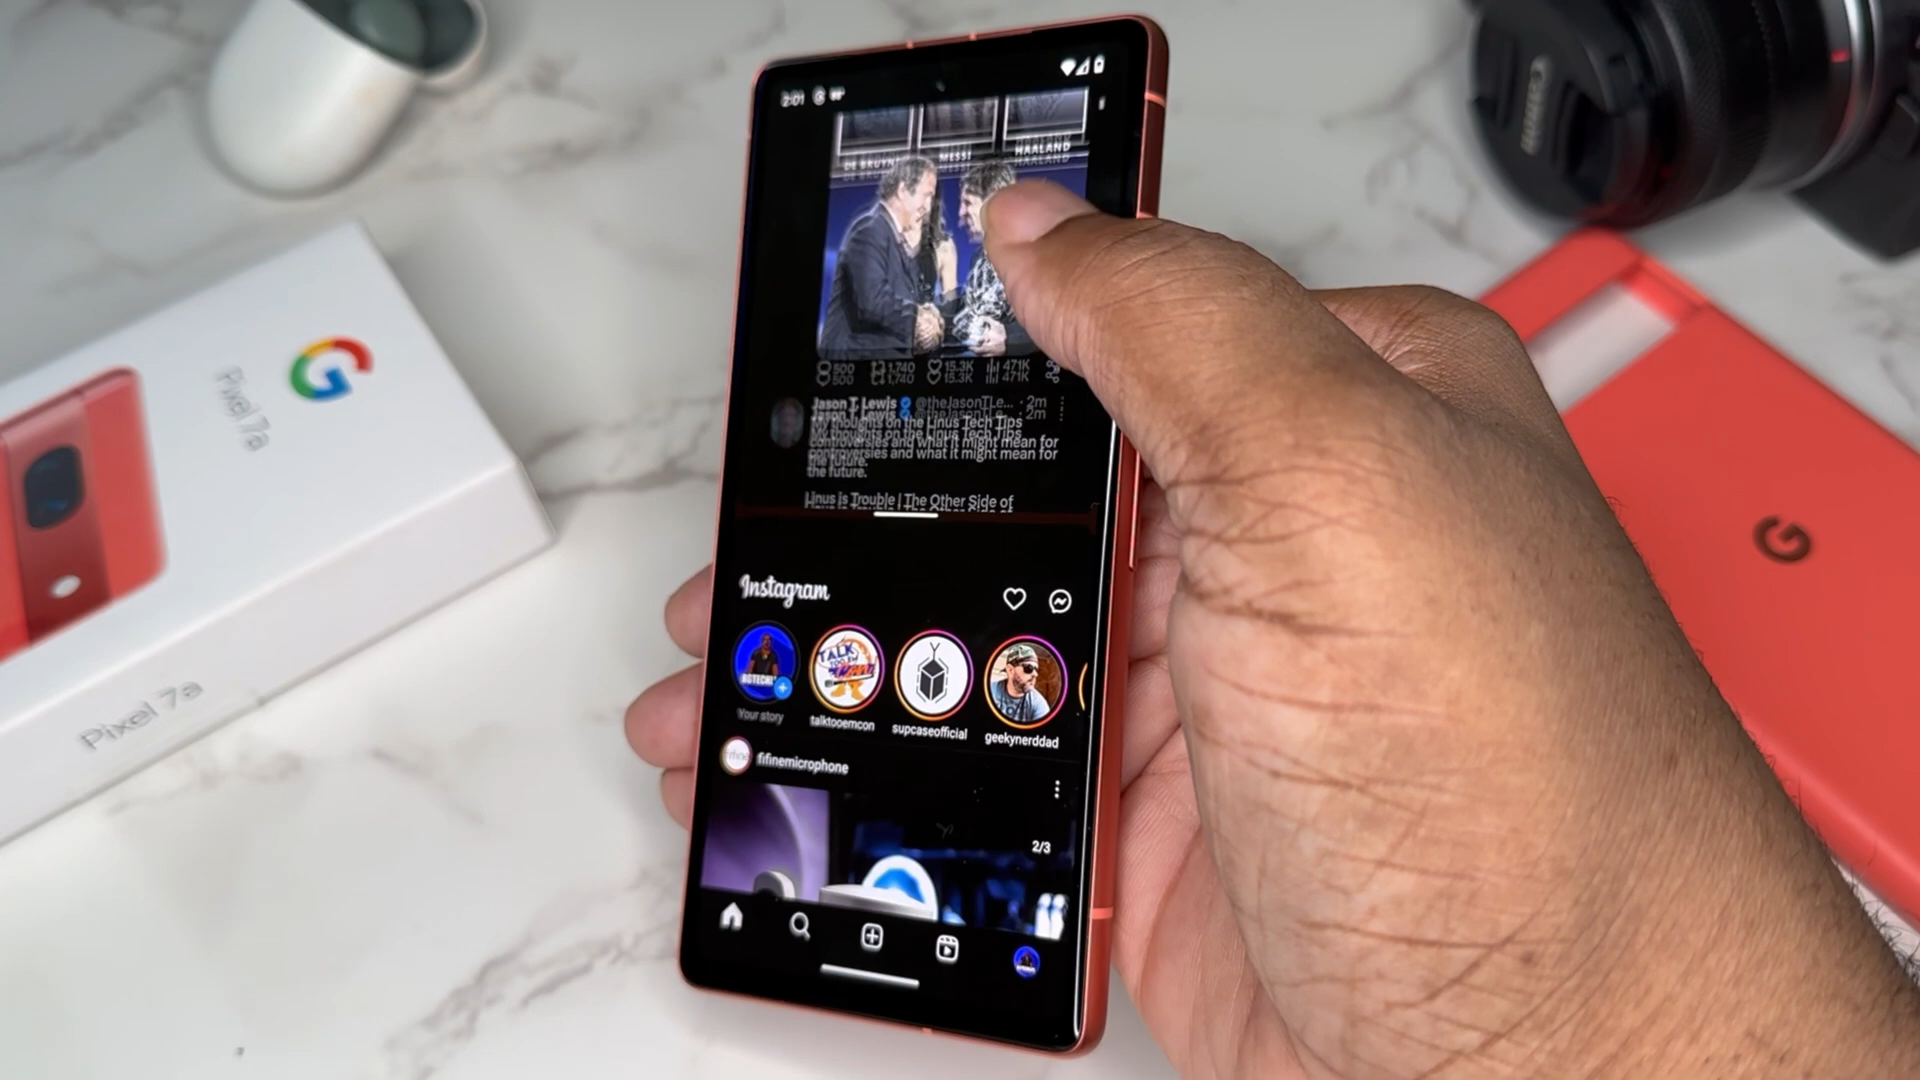 2:01
DE BRUYNE
MESSI
HAALAND
500 1,740 15.3K 471K
Jason T. Lewis @theJasonTLe... · 2m
My thoughts on the Linus Tech Tips
controversies and what it might mean for
the future.
Linus is Trouble | The Other Side of
Instagram
Your story
talktooemcon
supcaseofficial
geekynerddad
TALK
fifinemicrophone
2/3
G
Pixel 7a
Pixel 7a
G